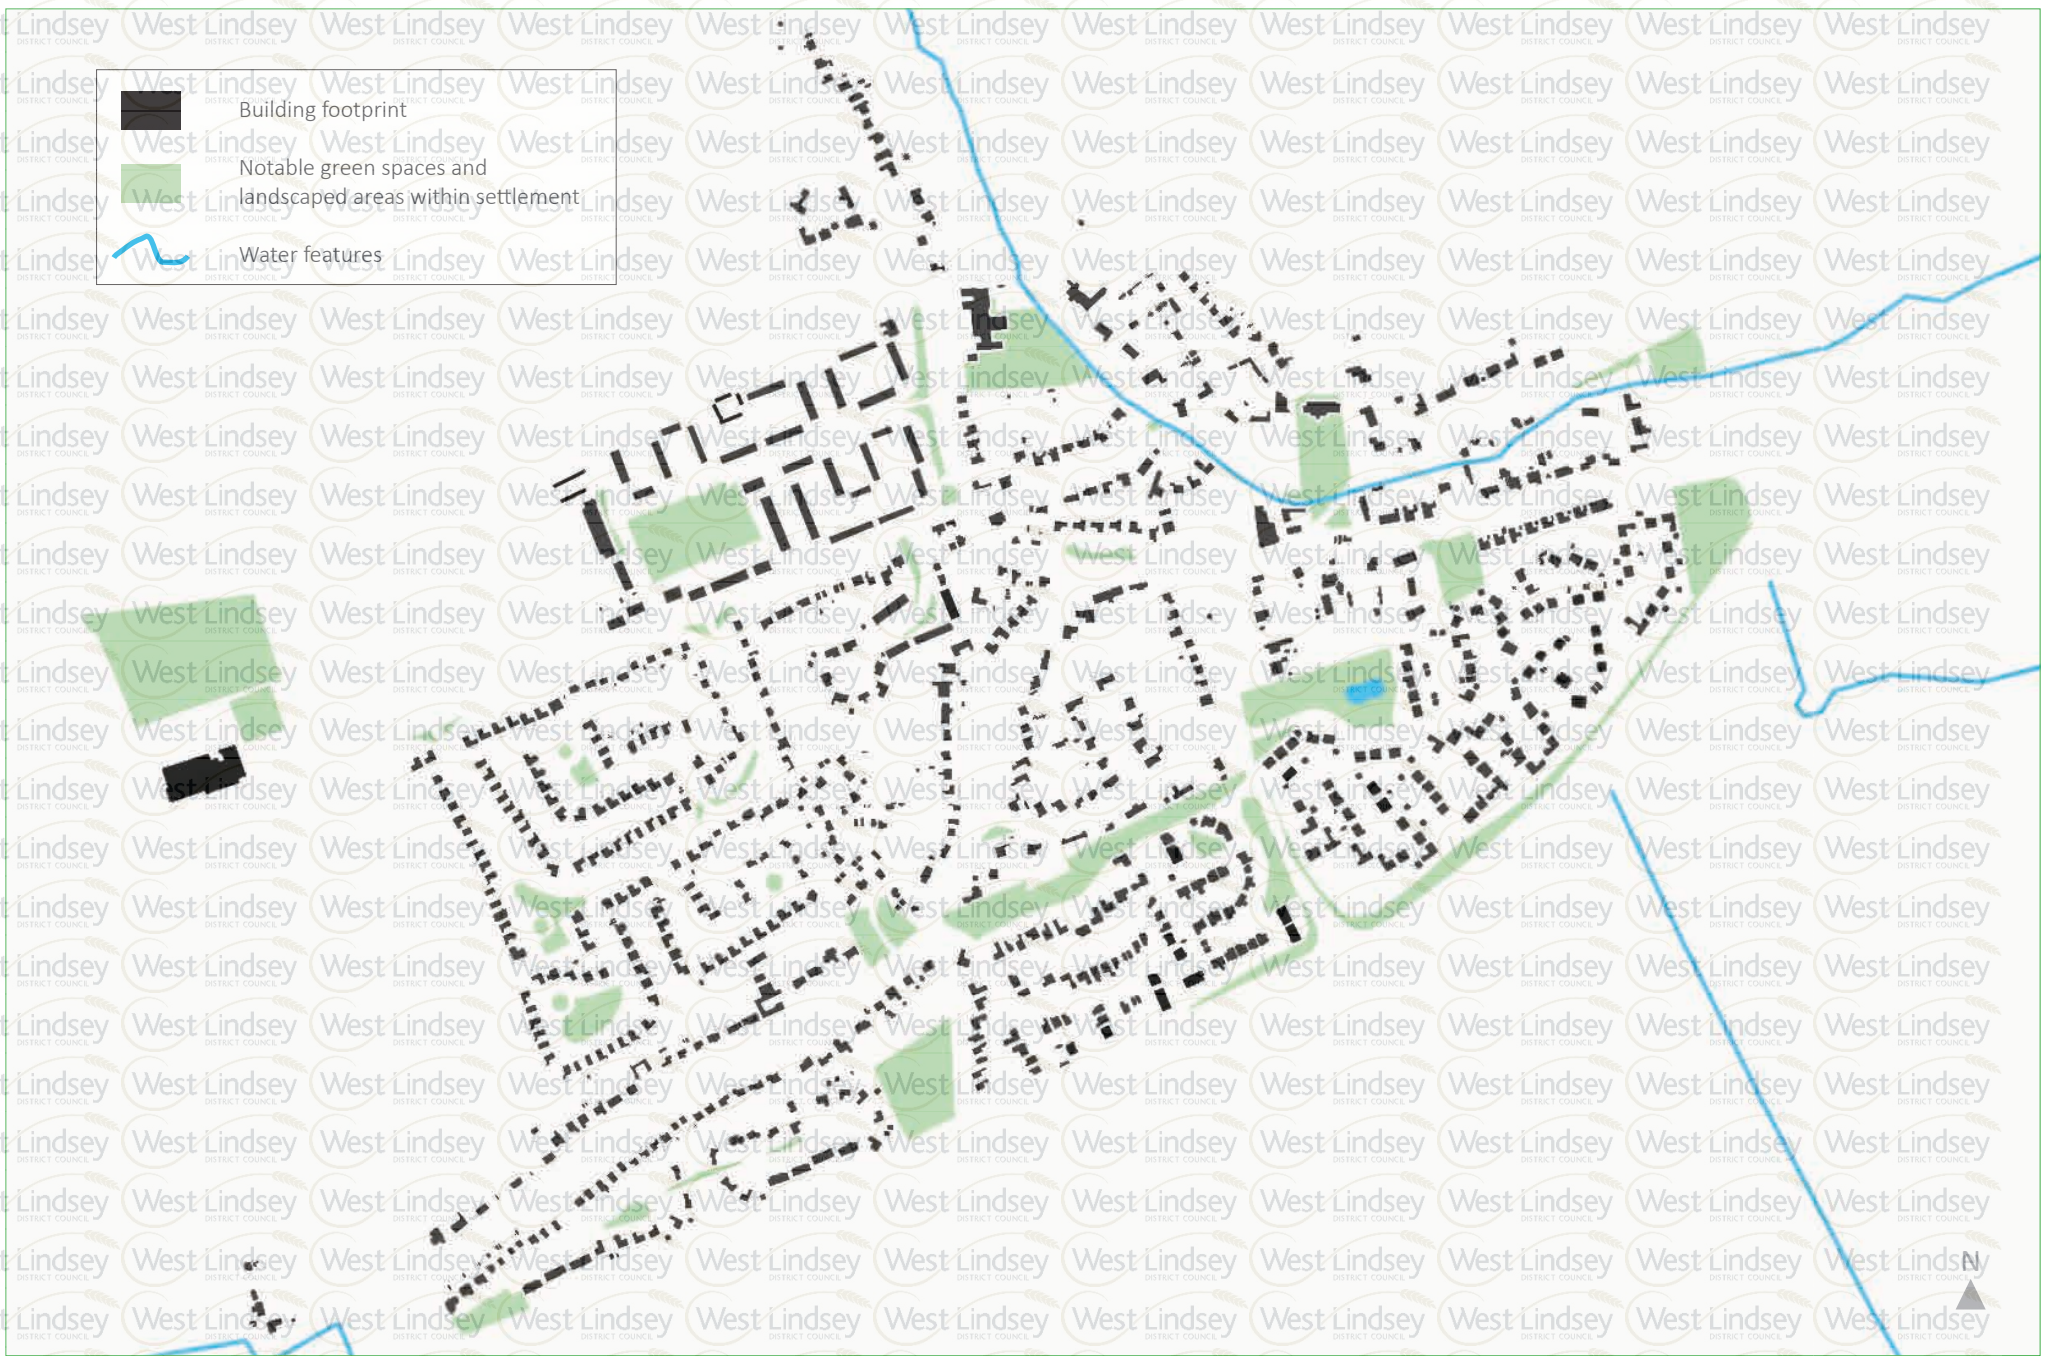 Building footprint
Notable green spaces and
landscaped areas within settlement
Water features
N
West Lindsey
DISTRICT COUNCIL